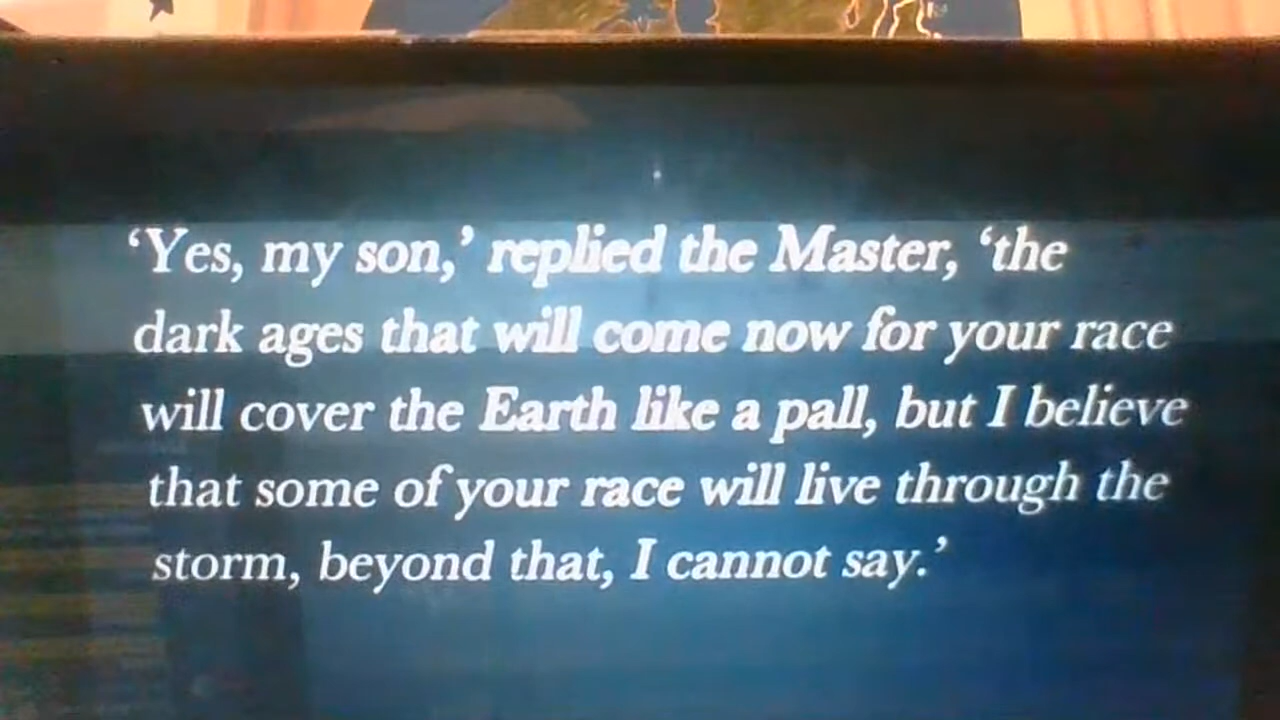 ‘Yes, my son,’ replied the Master, ‘the
dark ages that will come now for your race
will cover the Earth like a pall, but I believe
that some of your race will live through the
storm, beyond that, I cannot say.’